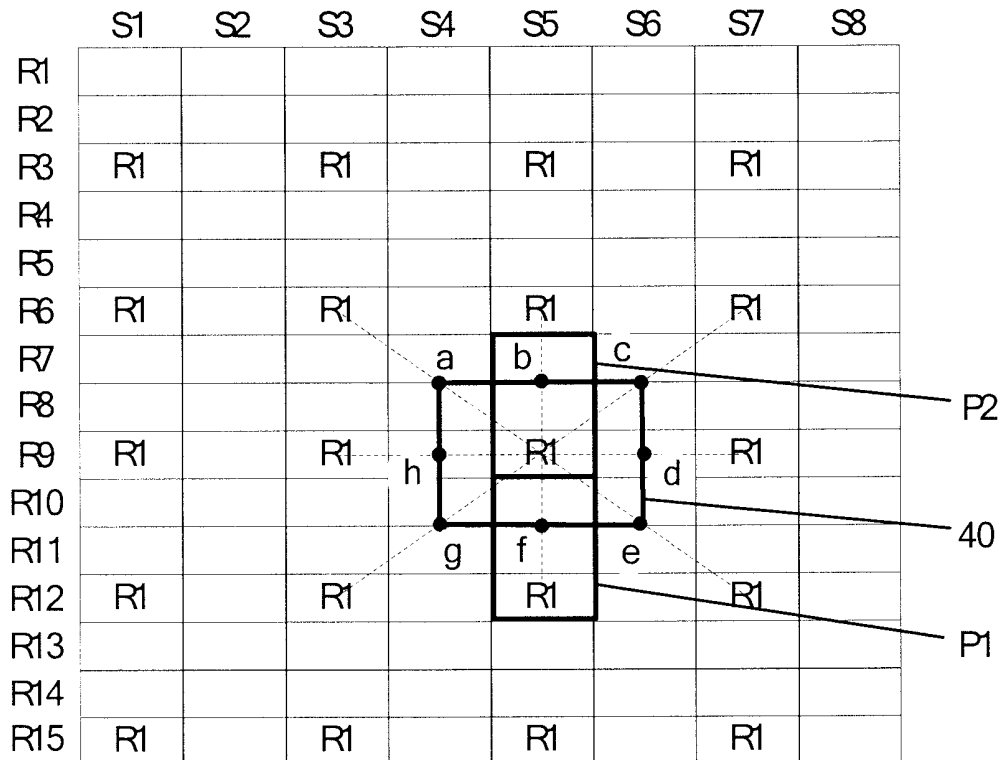 S1 S2 S3 S4 S5 S6 S7 S8
R1
R2
R3 R1 R1 R1 R1
R4
R5
R6 R1 R1 R1 R1
R7 a b c
R8 P2
R9 R1 R1 R1 R1
h d
R10
40
R11 g f e
R12 R1 R1 R1 R1
R13 P1
R14
R15 R1 R1 R1 R1